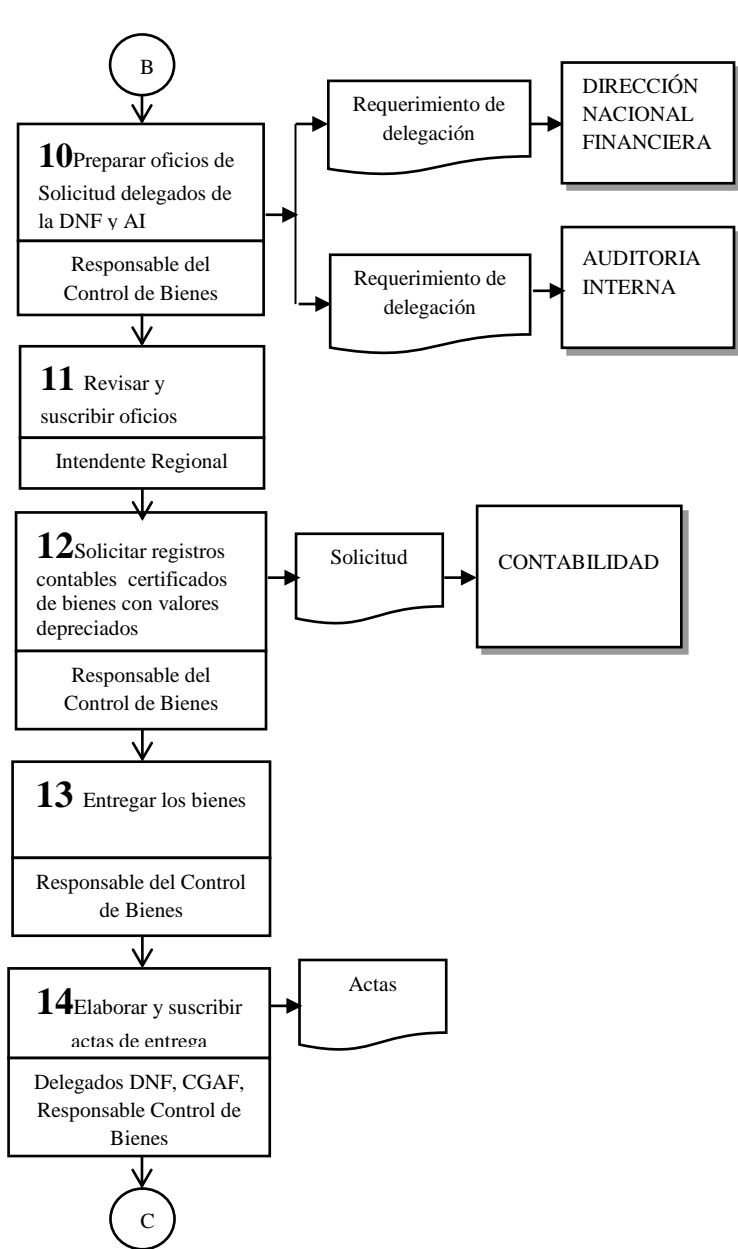 B
10Preparar oficios de
Solicitud delegados de
la DNF y AI
Responsable del
Control de Bienes
Requerimiento de
delegación
DIRECCIÓN
NACIONAL
FINANCIERA
Requerimiento de
delegación
AUDITORIA
INTERNA
11 Revisar y
suscribir oficios
Intendente Regional
12Solicitar registros
contables certificados
de bienes con valores
depreciados
Responsable del
Control de Bienes
Solicitud
CONTABILIDAD
13 Entregar los bienes
Responsable del Control
de Bienes
14Elaborar y suscribir
actas de entrega
Delegados DNF, CGAF,
Responsable Control de
Bienes
Actas
C